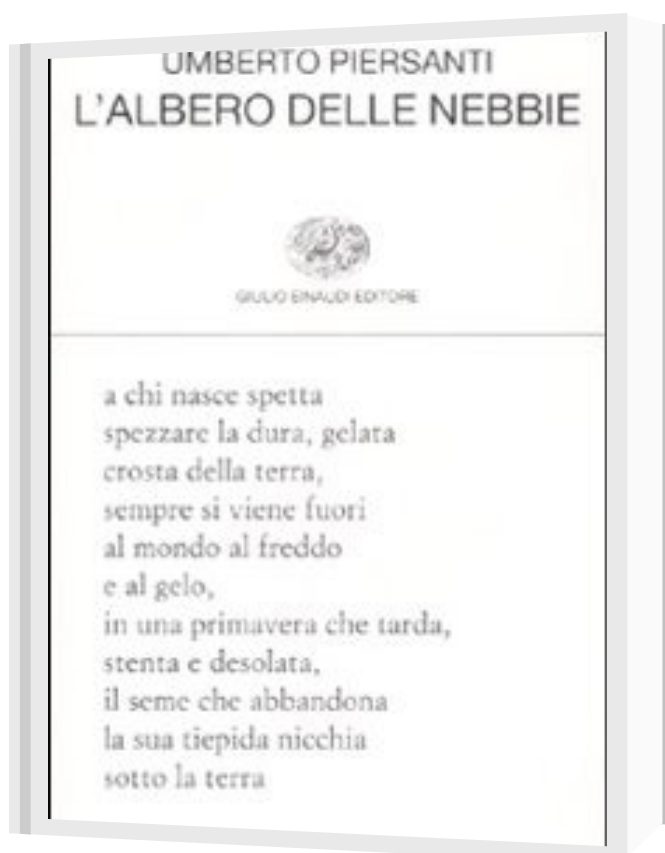 UMBERTO PIERSANTI
L'ALBERO DELLE NEBBIE
GIULIO EINAUDI EDITORE
a chi nasce spetta
spezzare la dura, gelata
crosta della terra,
sempre si viene fuori
al mondo al freddo
e al gelo,
in una primavera che tarda,
stenta e desolata,
il seme che abbandona
la sua tiepida nicchia
sotto la terra